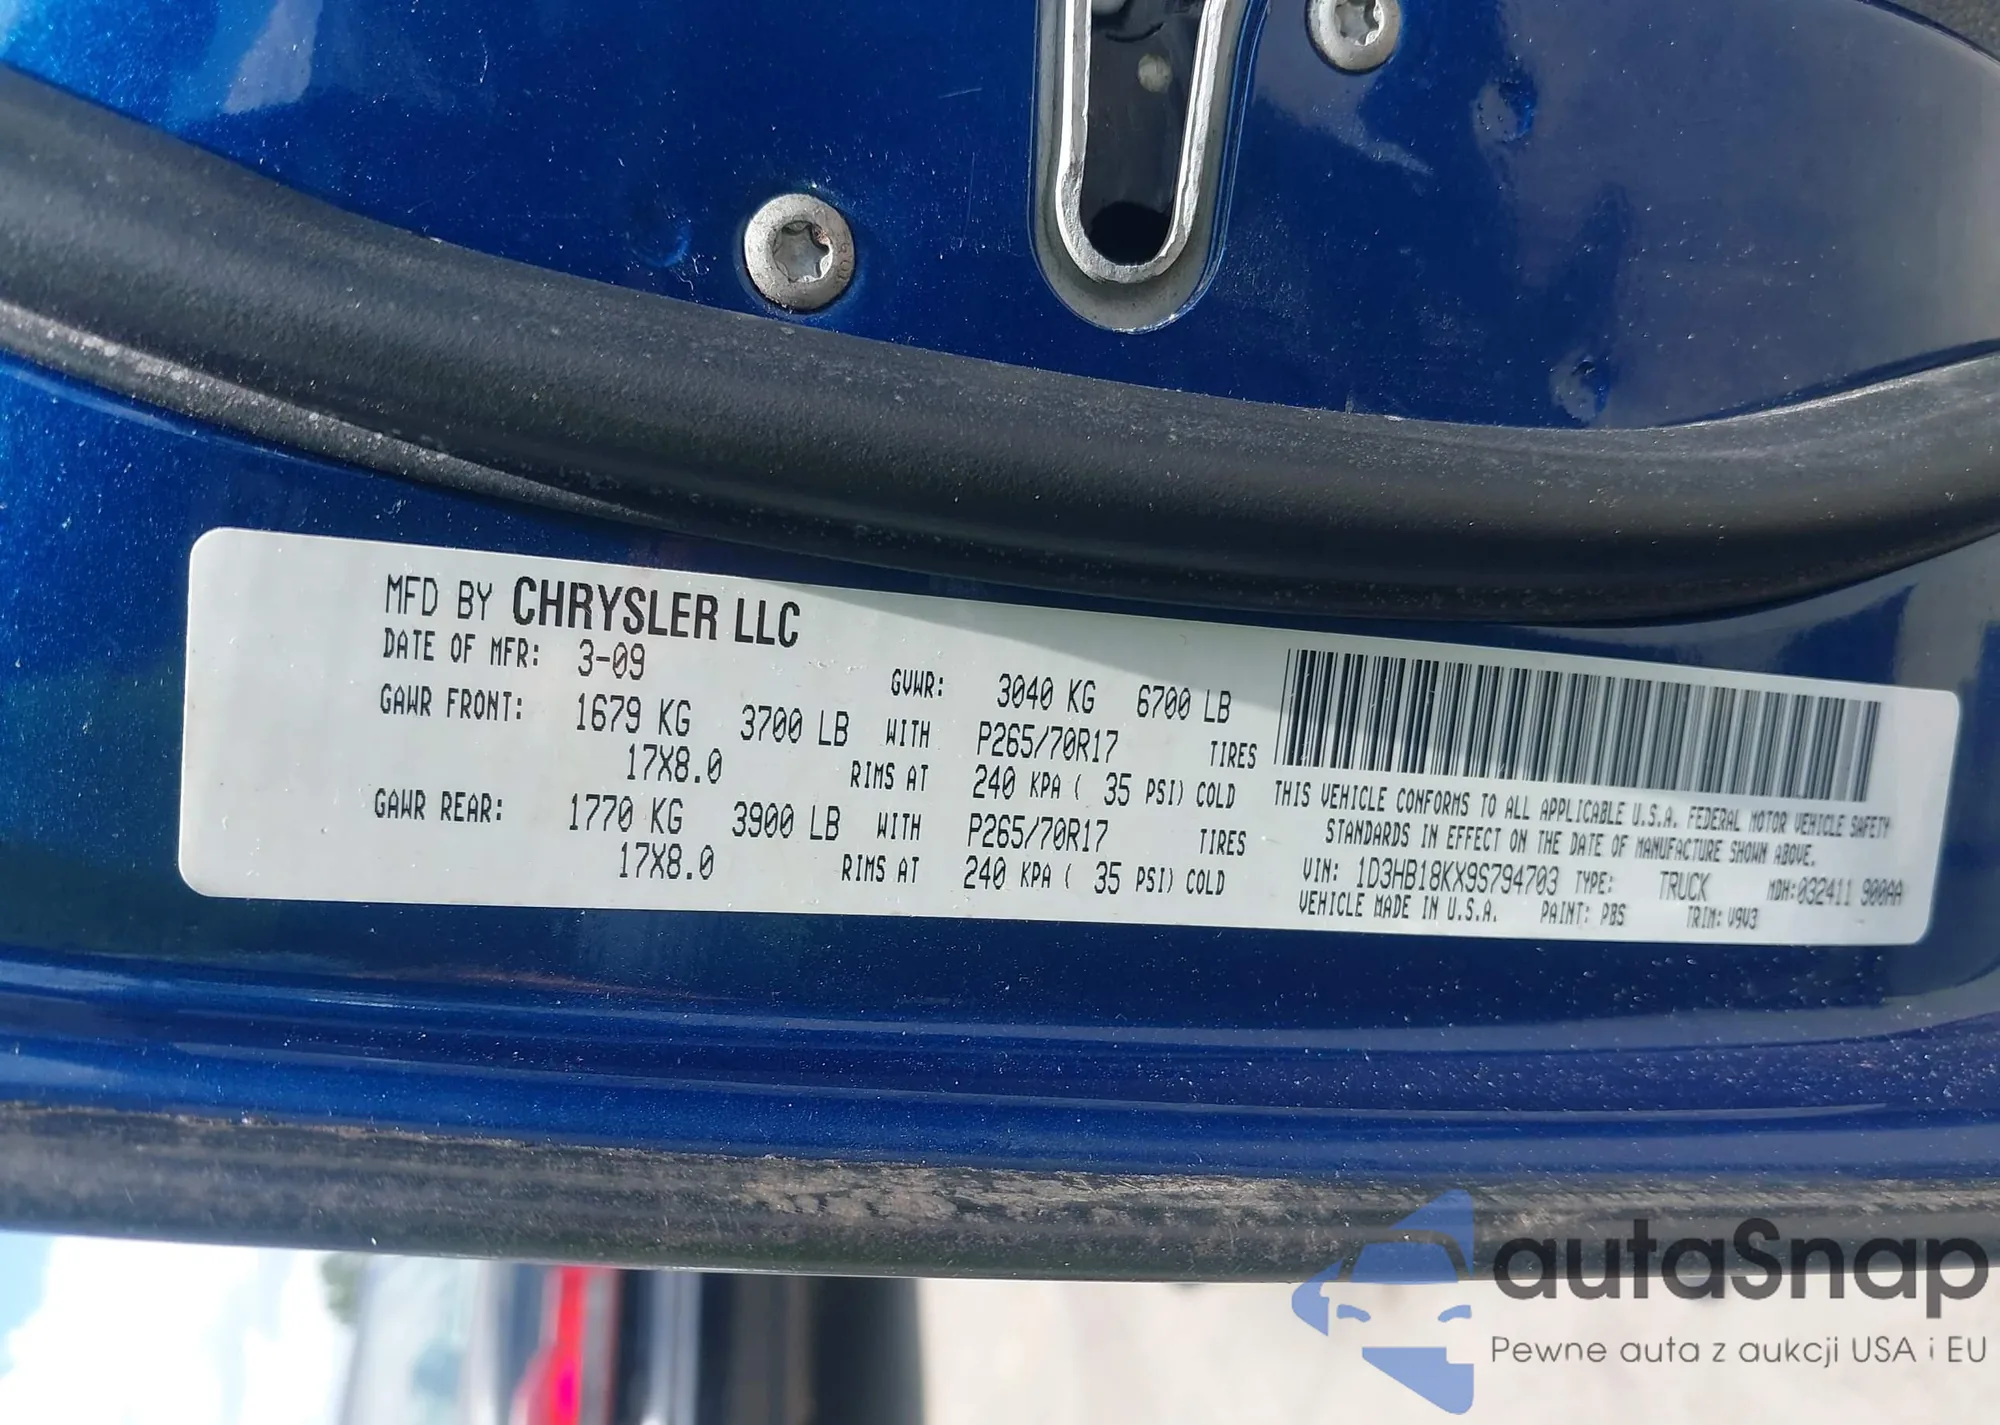 MFD BY CHRYSLER LLC
DATE OF MFR: 3-09 GVWR: 3040 KG 6700 LB
GAWR FRONT: 1679 KG 3700 LB WITH P265/70R17 TIRES
17X8.0 RIMS AT 240 KPA ( 35 PSI) COLD
GAWR REAR: 1770 KG 3900 LB WITH P265/70R17 TIRES
17X8.0 RIMS AT 240 KPA ( 35 PSI) COLD
THIS VEHICLE CONFORMS TO ALL APPLICABLE U.S.A. FEDERAL MOTOR VEHICLE SAFETY
STANDARDS IN EFFECT ON THE DATE OF MANUFACTURE SHOWN ABOVE.
VIN: 1D3HB18KX9S794703 TYPE: TRUCK MDH:032411 900AA
VEHICLE MADE IN U.S.A. PAINT: PBS TRIM: V9V3
autaSnap
Pewne auta z aukcji USA i EU